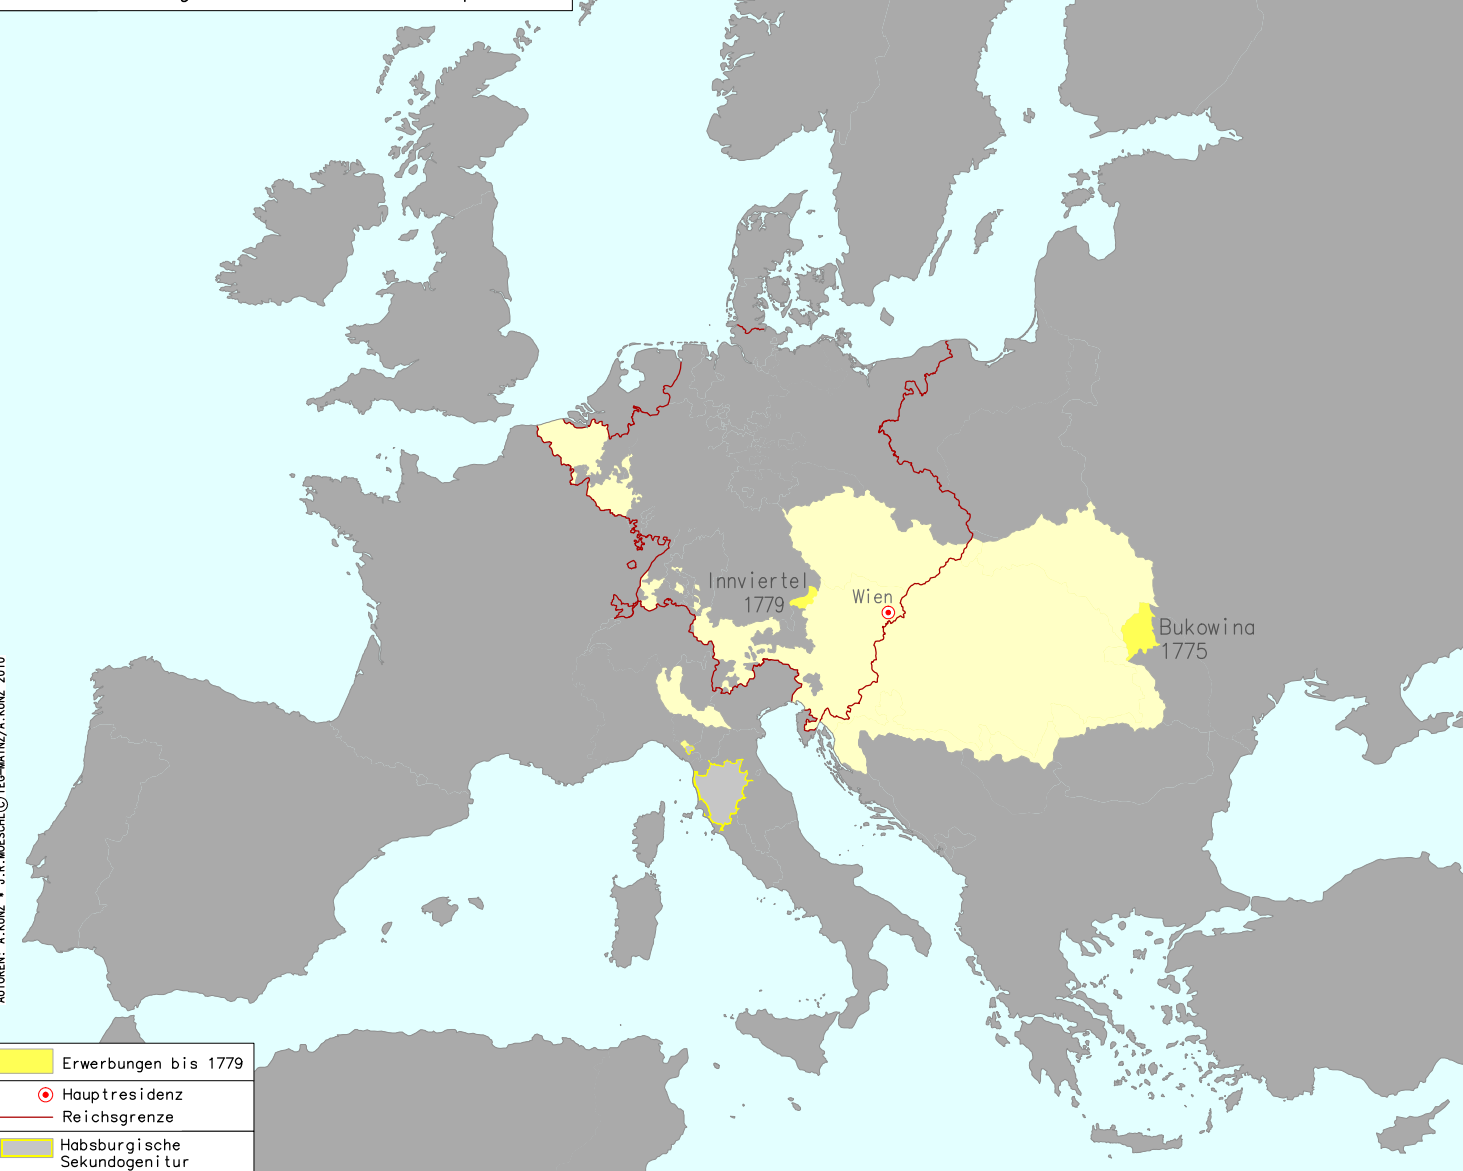 Innviertel
1779
Wien
Bukowina
1775
Erwerbungen bis 1779
Hauptresidenz
Reichsgrenze
Habsburgische
Sekundogenitur